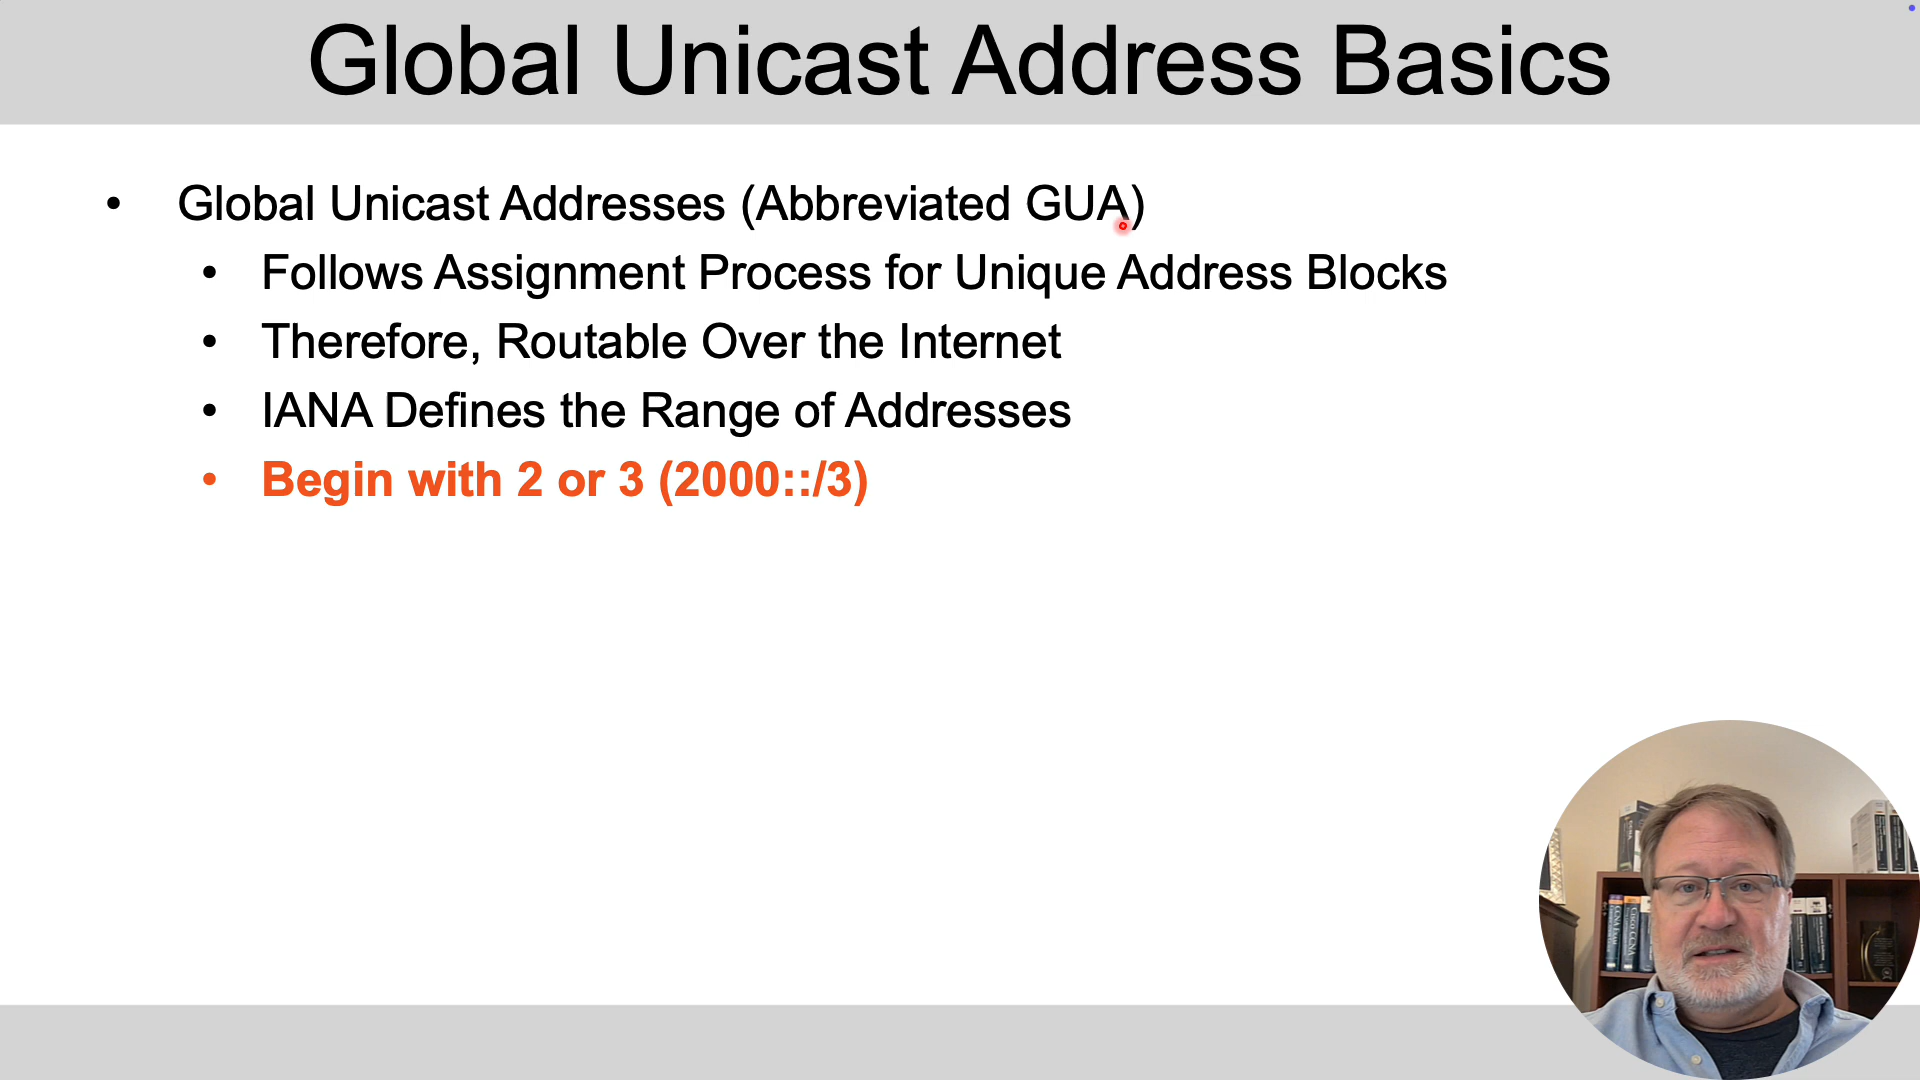 Global Unicast Address Basics
• Global Unicast Addresses (Abbreviated GUA)
• Follows Assignment Process for Unique Address Blocks
• Therefore, Routable Over the Internet
• IANA Defines the Range of Addresses
• Begin with 2 or 3 (2000::/3)